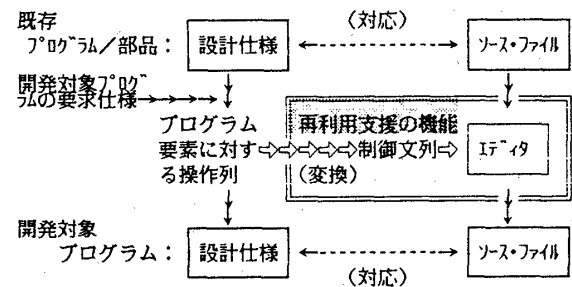 既存
（対応）
プログラム／部品： 設計仕様 ソース・ファイル
開発対象プログ
ラムの要求仕様
プログラム 再利用支援の機能
要素に対す 制御文列 エディタ
る操作列 （変換）
開発対象
プログラム： 設計仕様 ソース・ファイル
（対応）